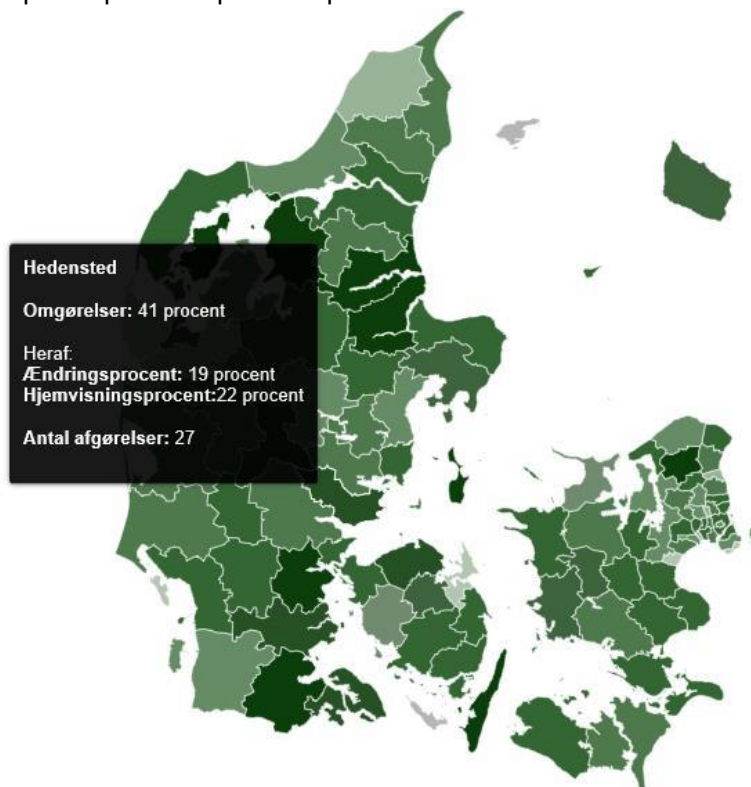 Hedensted
Omgørelser: 41 procent
Heraf:
Ændringsprocent: 19 procent
Hjemvisningsprocent:22 procent
Antal afgørelser: 27